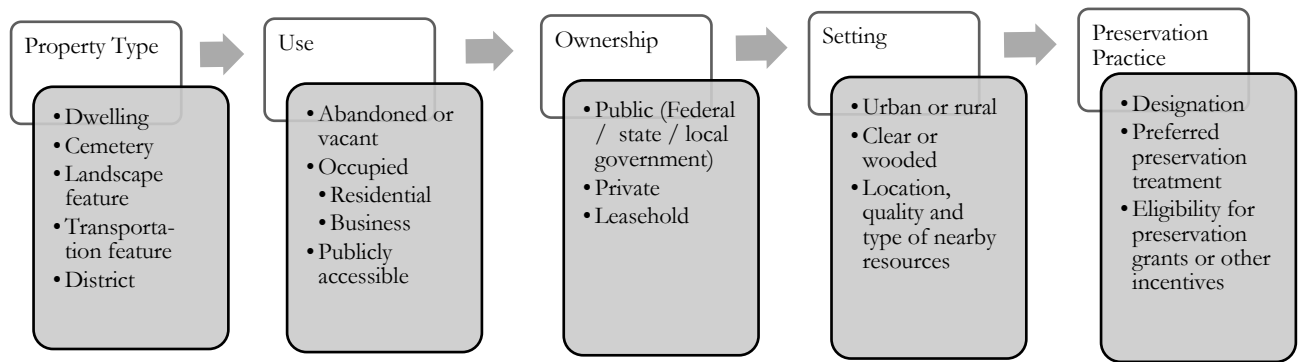 Property Type
• Dwelling
• Cemetery
• Landscape
feature
• Transporta-
tion feature
• District
Use
• Abandoned or
vacant
• Occupied
• Residential
• Business
• Publicly
accessible
Ownership
• Public (Federal
/ state / local
government)
• Private
• Leasehold
Setting
• Urban or rural
• Clear or
wooded
• Location,
quality and
type of nearby
resources
Preservation
Practice
• Designation
• Preferred
preservation
treatment
• Eligibility for
preservation
grants or other
incentives